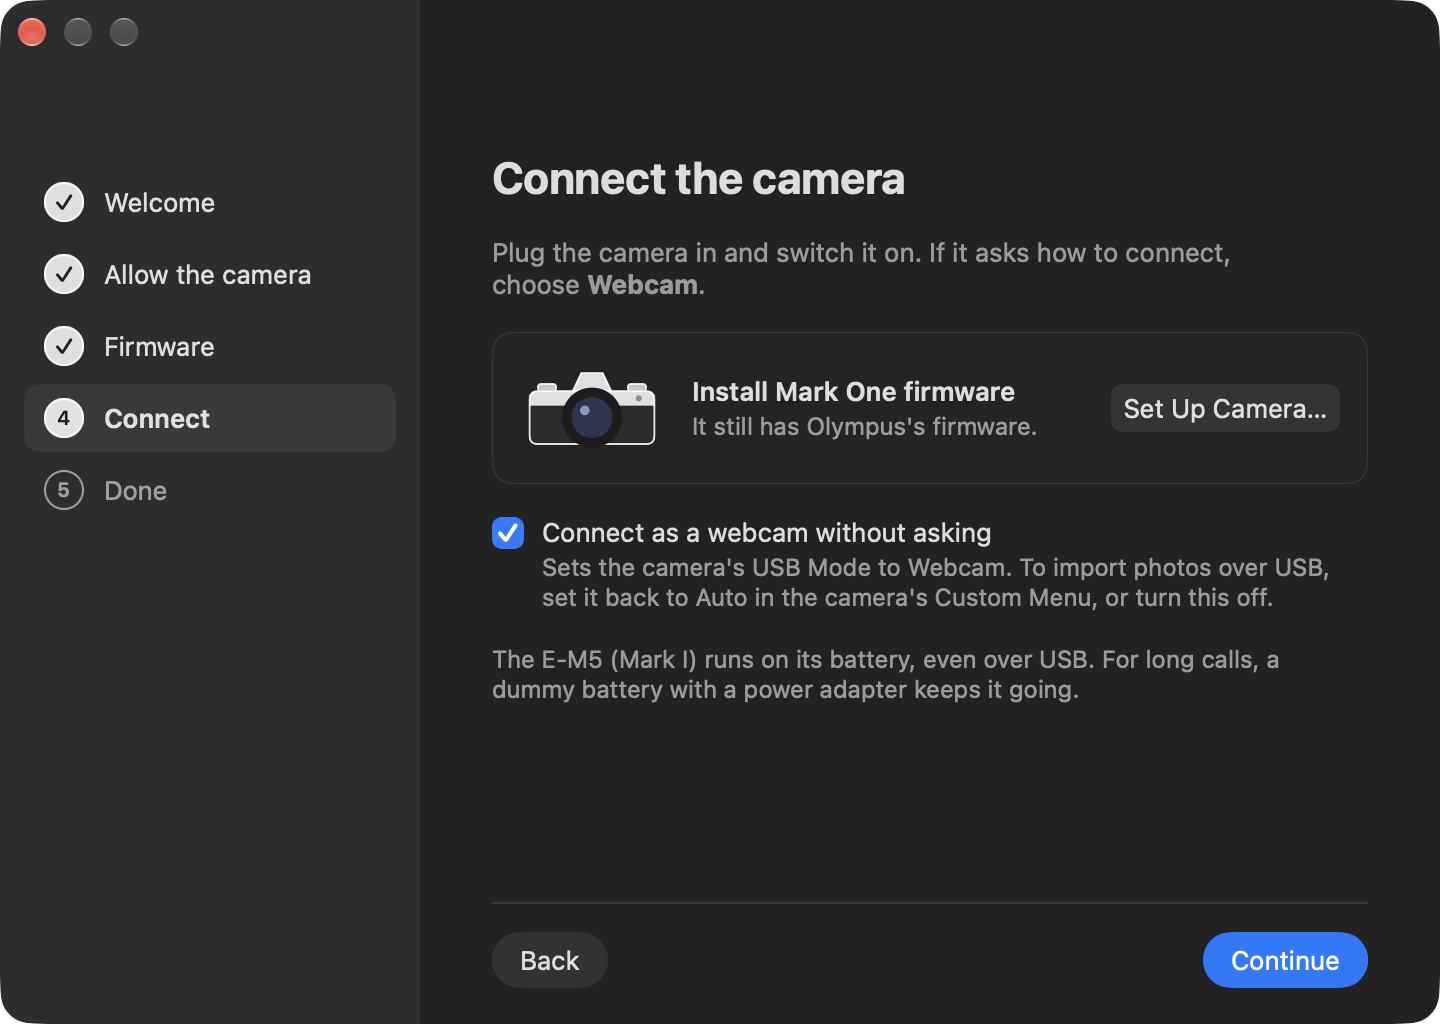 Welcome
Allow the camera
Firmware
4 Connect
5 Done
Connect the camera
Plug the camera in and switch it on. If it asks how to connect,
choose Webcam.
Install Mark One firmware
It still has Olympus's firmware.
Set Up Camera...
Connect as a webcam without asking
Sets the camera's USB Mode to Webcam. To import photos over USB,
set it back to Auto in the camera's Custom Menu, or turn this off.
The E-M5 (Mark I) runs on its battery, even over USB. For long calls, a
dummy battery with a power adapter keeps it going.
Back
Continue